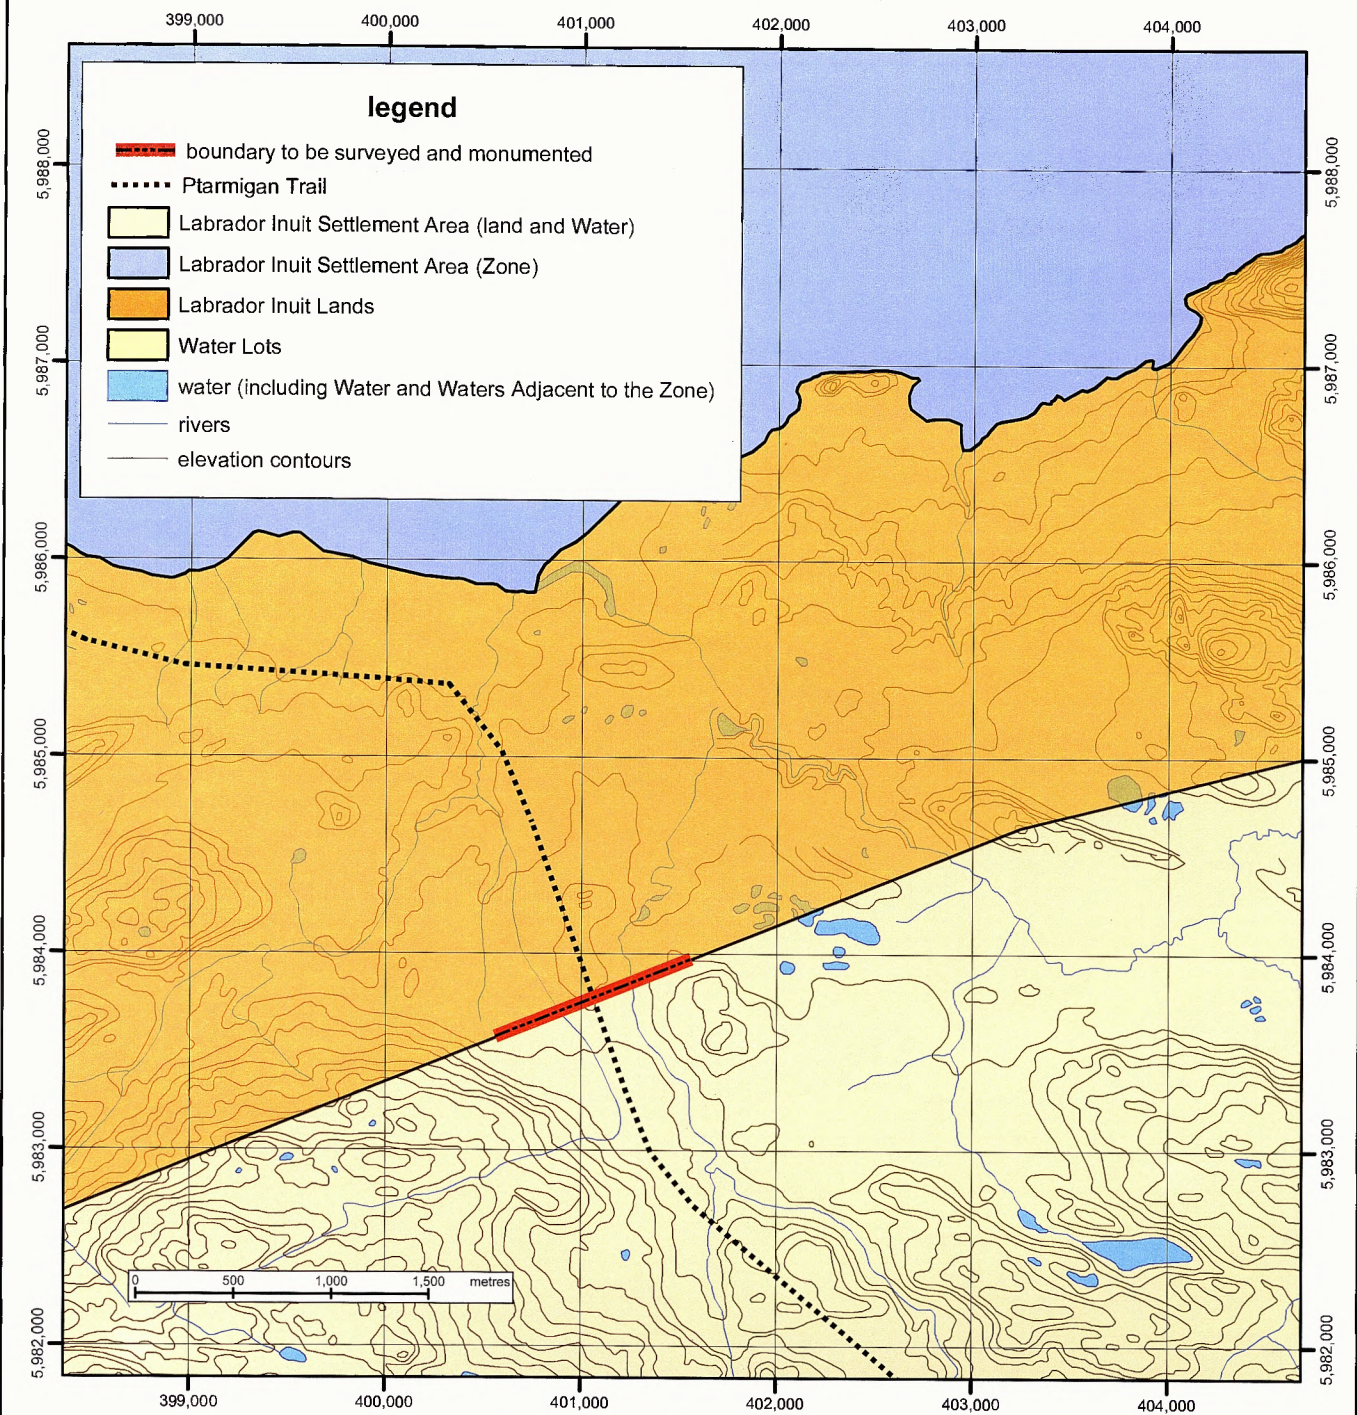 399,000 400,000 401,000 402,000 403,000 404,000
legend
boundary to be surveyed and monumented
Ptarmigan Trail
Labrador Inuit Settlement Area (land and Water)
Labrador Inuit Settlement Area (Zone)
Labrador Inuit Lands
Water Lots
water (including Water and Waters Adjacent to the Zone)
rivers
elevation contours
5,988,000
5,987,000
5,986,000
5,985,000
5,984,000
5,983,000
5,982,000
5,988,000
5,987,000
5,986,000
5,985,000
5,984,000
5,983,000
5,982,000
0 500 1,000 1,500 metres
399,000 400,000 401,000 402,000 403,000 404,000